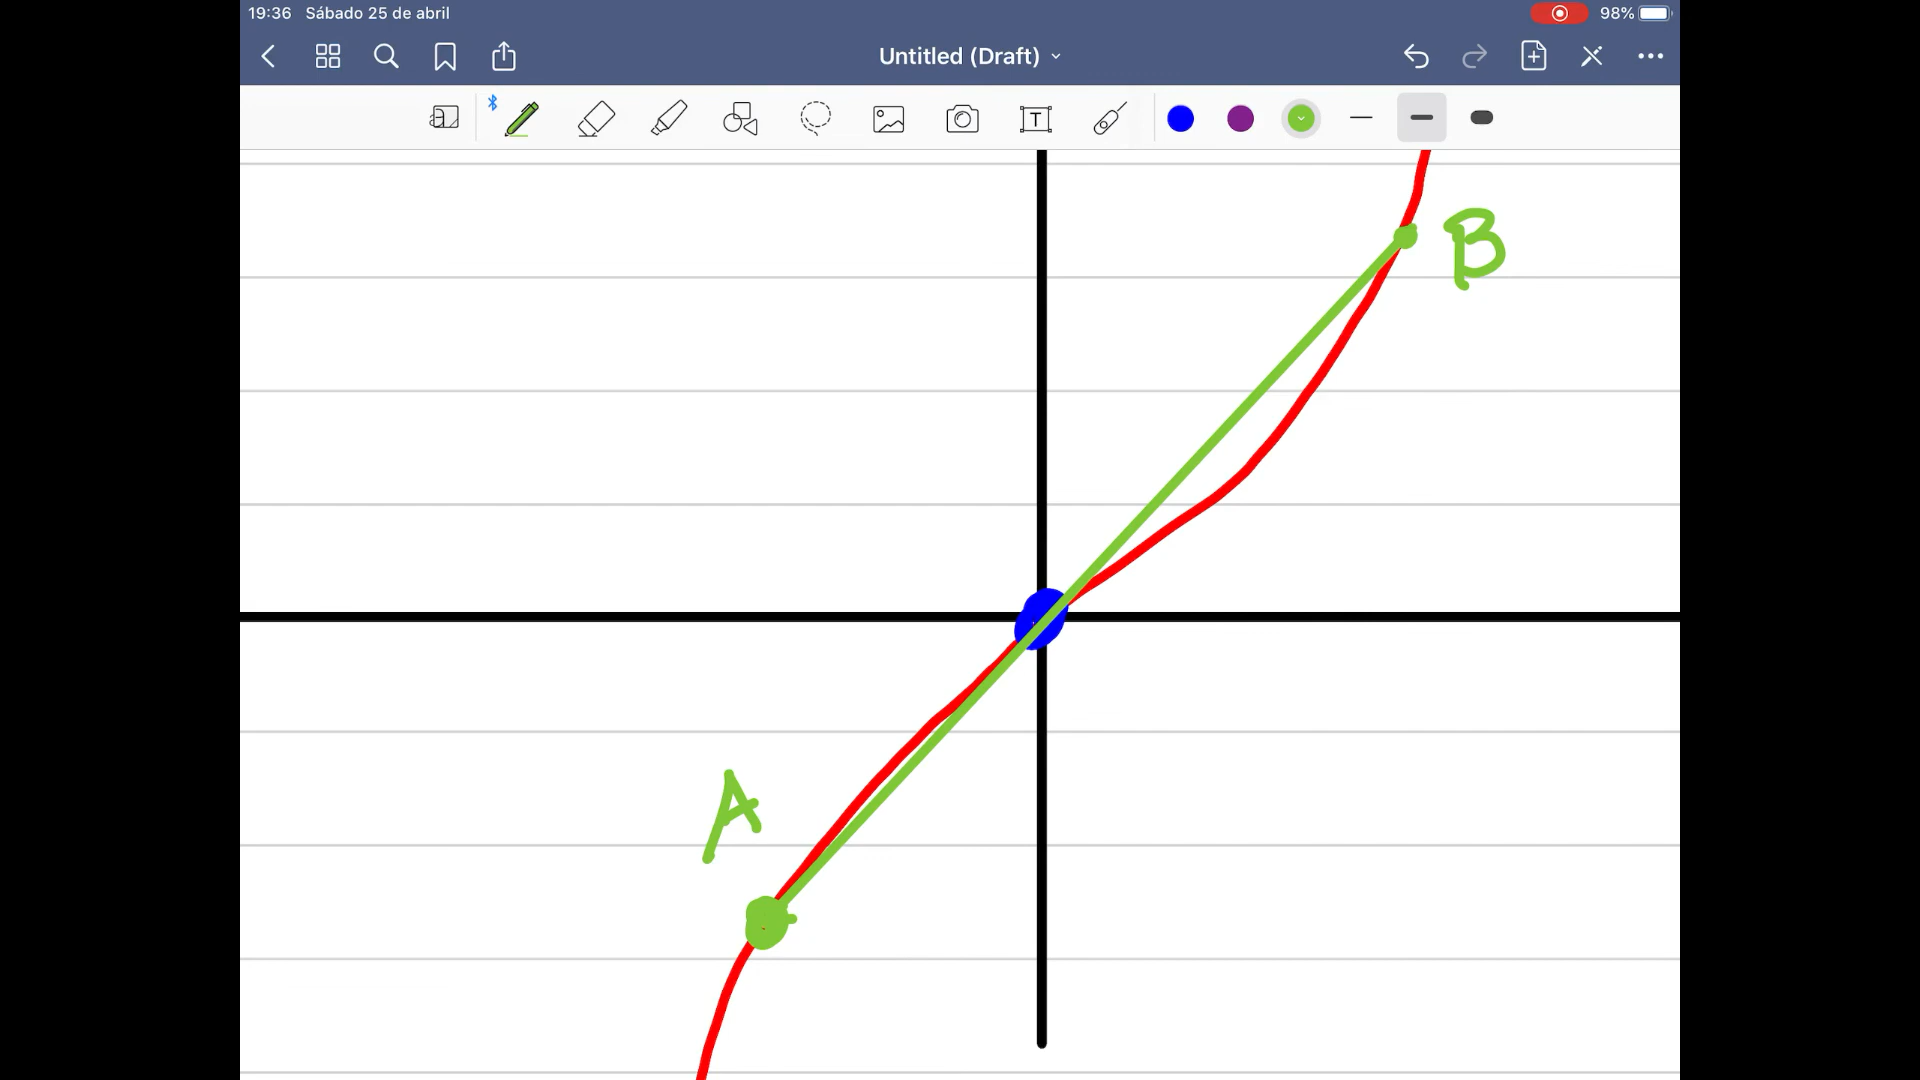 19:36 Sábado 25 de abril 98%
Untitled (Draft)
a T
B
A